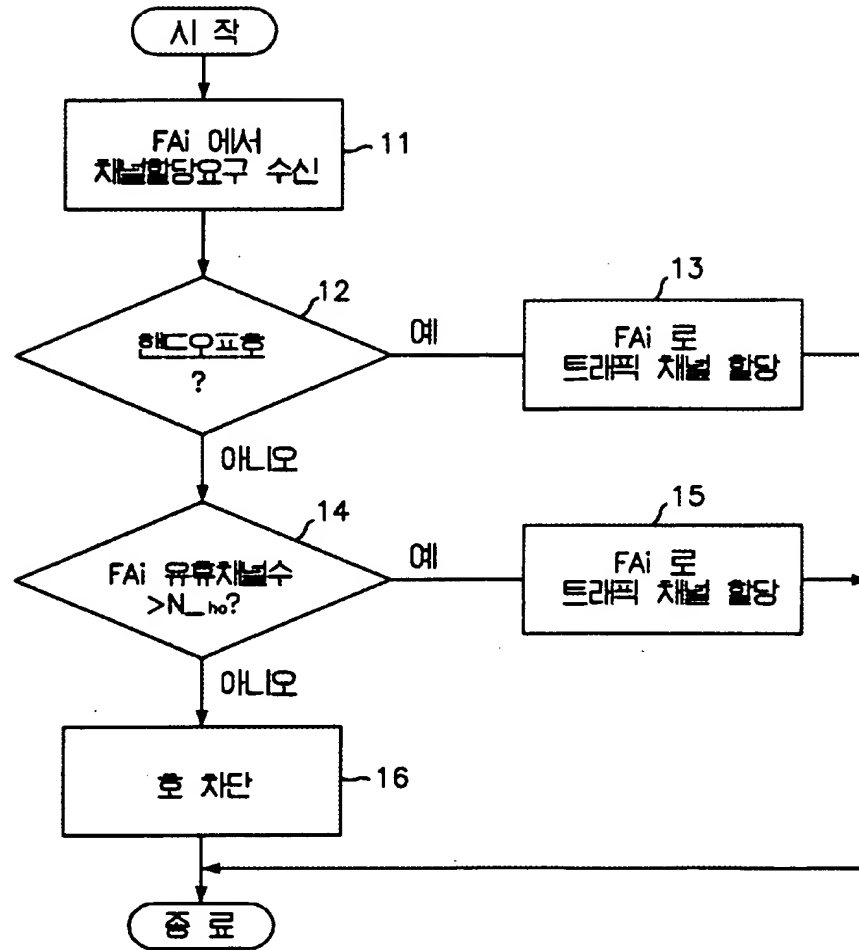 시 작
FAi 에서
채널할당요구 수신
11
12
핸드오프호
?
예
13
FAi 로
트래픽 채널 할당
아니오
14
FAi 유휴채널수
>N_ho?
예
15
FAi 로
트래픽 채널 할당
아니오
호 차단
16
종 료